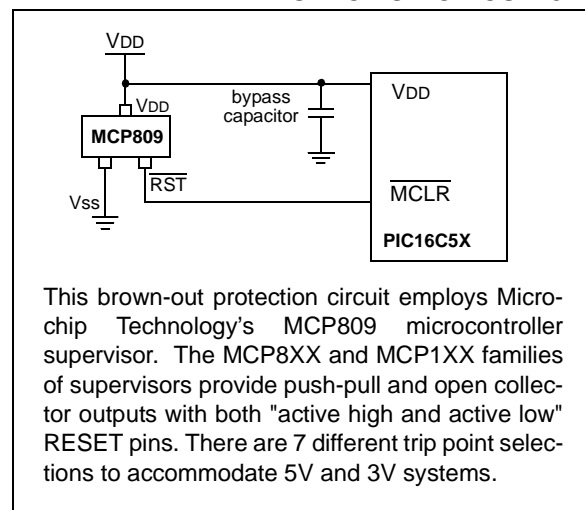 VDD
VDD
bypass
capacitor
VDD
MCP809
RST
Vss
MCLR
PIC16C5X
This brown-out protection circuit employs Micro-
chip Technology's MCP809 microcontroller
supervisor. The MCP8XX and MCP1XX families
of supervisors provide push-pull and open collec-
tor outputs with both "active high and active low"
RESET pins. There are 7 different trip point selec-
tions to accommodate 5V and 3V systems.